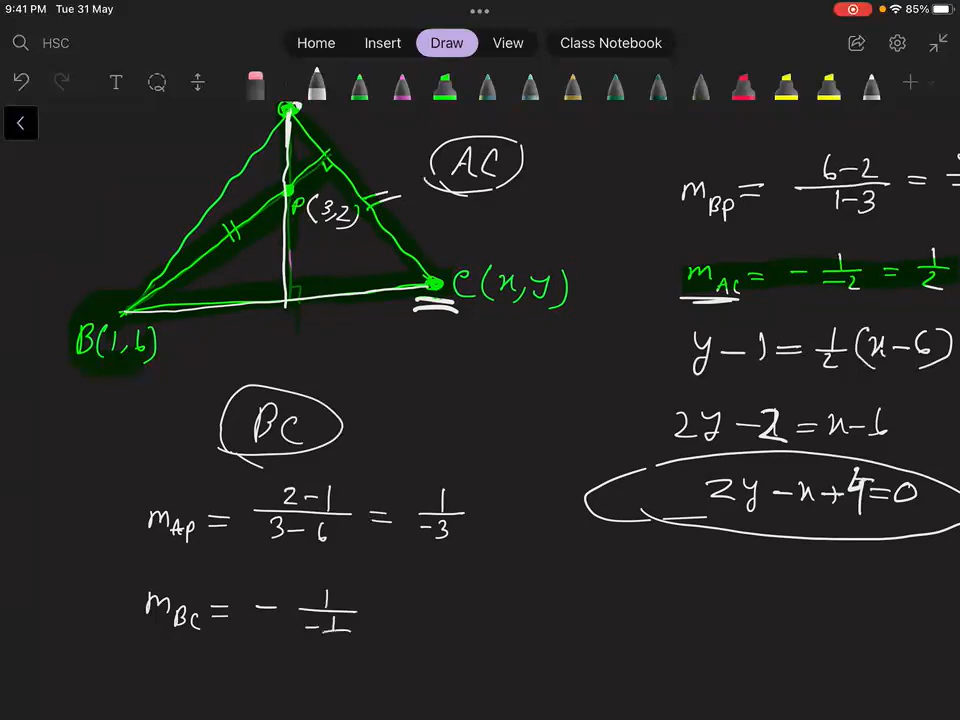 9:41 PM Tue 31 May
85%
HSC
Home Insert Draw View Class Notebook
T
AC
P(3,2)
C(x,y)
B(1,6)
m_BP = (6-2)/(1-3) =
m_AC = - 1/-2 = 1/2
y-1 = 1/2 (x-6)
2y-2 = x-6
2y-x+4=0
BC
m_AP = (2-1)/(3-6) = 1/-3
m_BC = - 1/-1